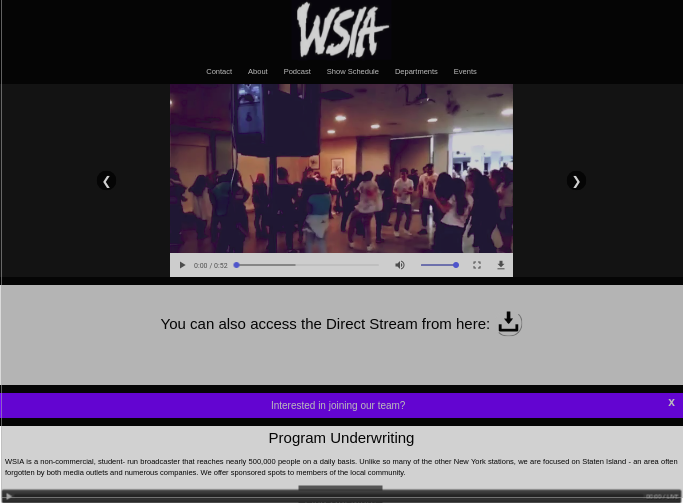 WSIA
Contact About Podcast Show Schedule Departments Events
0:00 / 0:52
You can also access the Direct Stream from here:
Interested in joining our team?
x
Program Underwriting
WSIA is a non-commercial, student- run broadcaster that reaches nearly 500,000 people on a daily basis. Unlike so many of the other New York stations, we are focused on Staten Island - an area often
forgotten by both media outlets and numerous companies. We offer sponsored spots to members of the local community.
00:00 / LIVE